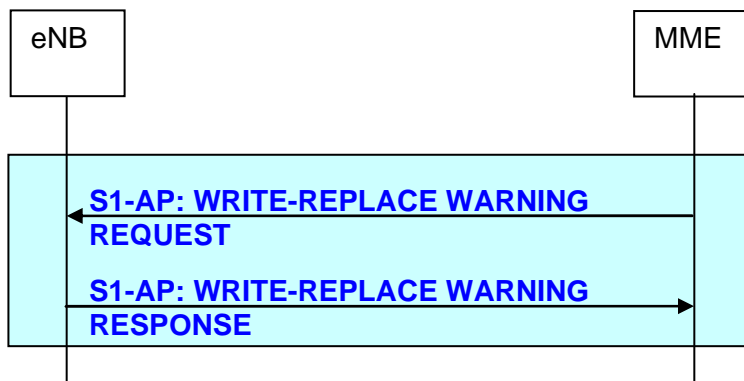 eNB
MME
S1-AP: WRITE-REPLACE WARNING
REQUEST
S1-AP: WRITE-REPLACE WARNING
RESPONSE